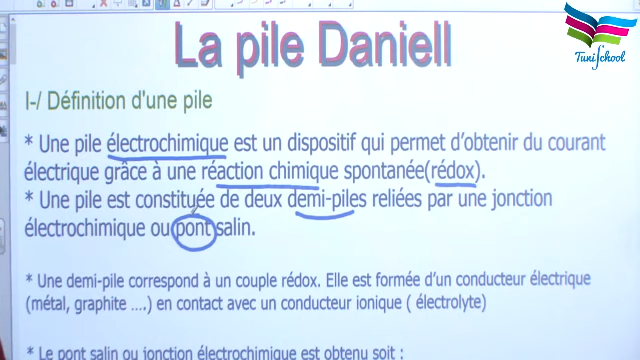 La pile Daniell
TuniSchool
I-/ Définition d'une pile
* Une pile électrochimique est un dispositif qui permet d'obtenir du courant
électrique grâce à une réaction chimique spontanée(rédox).
* Une pile est constituée de deux demi-piles reliées par une jonction
électrochimique ou pont salin.
* Une demi-pile correspond à un couple rédox. Elle est formée d'un conducteur électrique
(métal, graphite ....) en contact avec un conducteur ionique ( électrolyte)
* Le pont salin ou jonction électrochimique est obtenu soit :